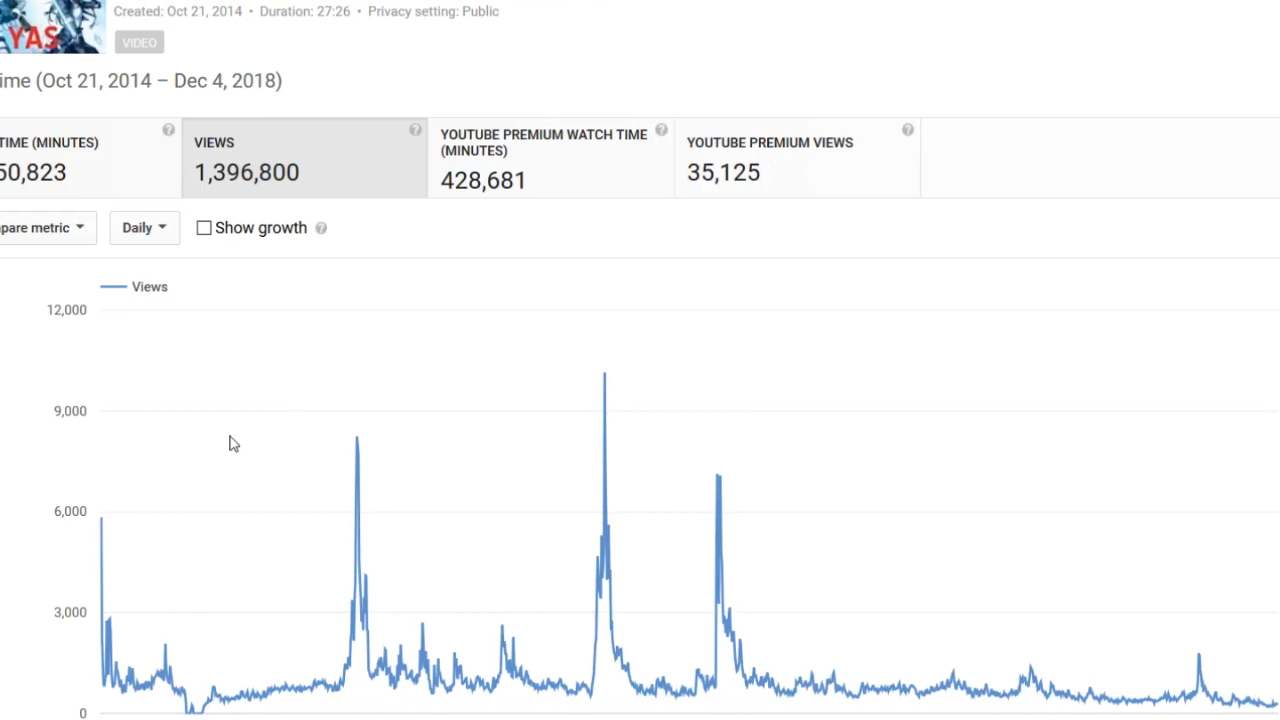 Created: Oct 21, 2014 • Duration: 27:26 • Privacy setting: Public
YAS
VIDEO
ime (Oct 21, 2014 – Dec 4, 2018)
TIME (MINUTES)
50,823
VIEWS
1,396,800
YOUTUBE PREMIUM WATCH TIME
(MINUTES)
428,681
YOUTUBE PREMIUM VIEWS
35,125
pare metric
Daily
Show growth
Views
12,000
9,000
6,000
3,000
0